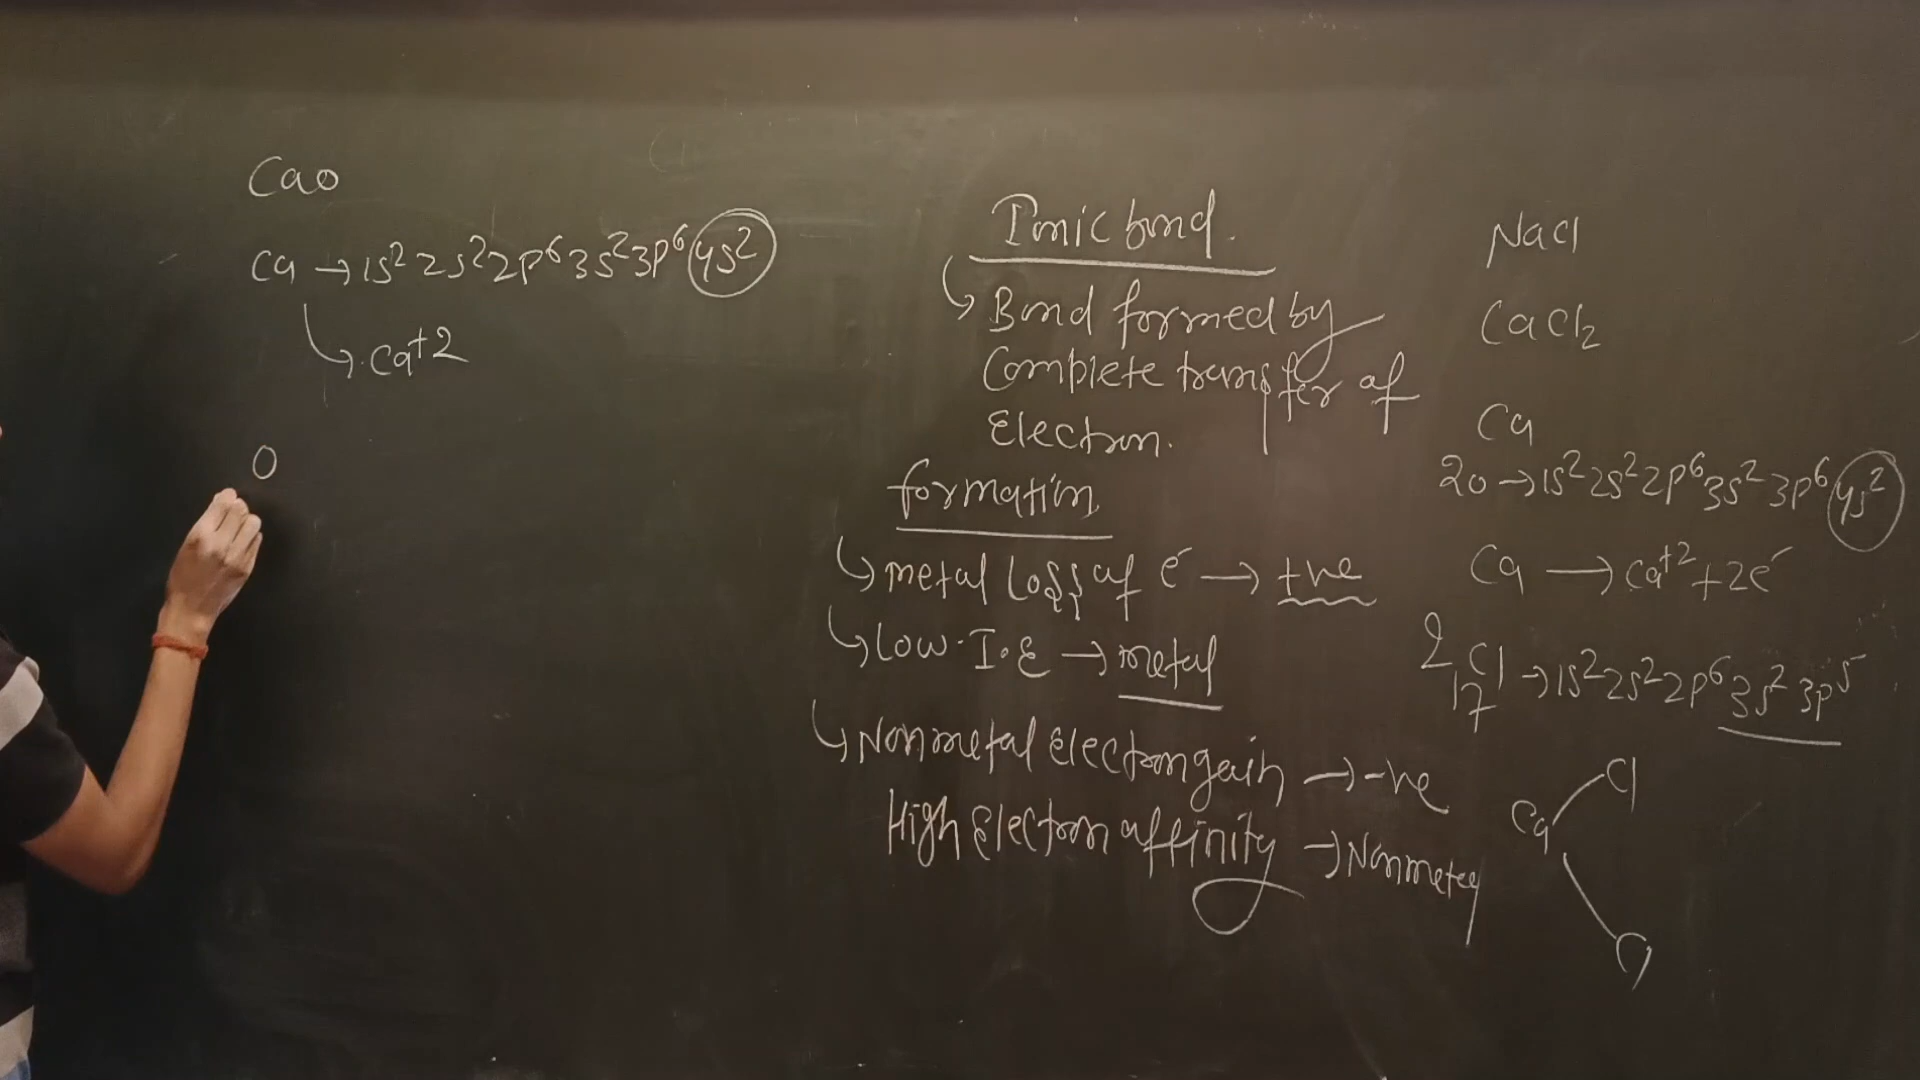 Cao
Ca → 1s² 2s² 2p⁶ 3s² 3p⁶ 4s²
↳ Ca⁺²
O
Ionic bond.
↳ Bond formed by
Complete transfer of
Electron.
formation
↳ metal Loss of e⁻ → +ve
↳ Low. I.E → metal
↳ Nonmetal Electron gain → -ve
High Electron affinity → Nonmetal
NaCl
CaCl₂
Ca
20 → 1s² 2s² 2p⁶ 3s² 3p⁶ 4s²
Ca → Ca⁺² + 2e⁻
2 Cl → 1s² 2s² 2p⁶ 3s² 3p⁵
17
Cl
Ca
Cl